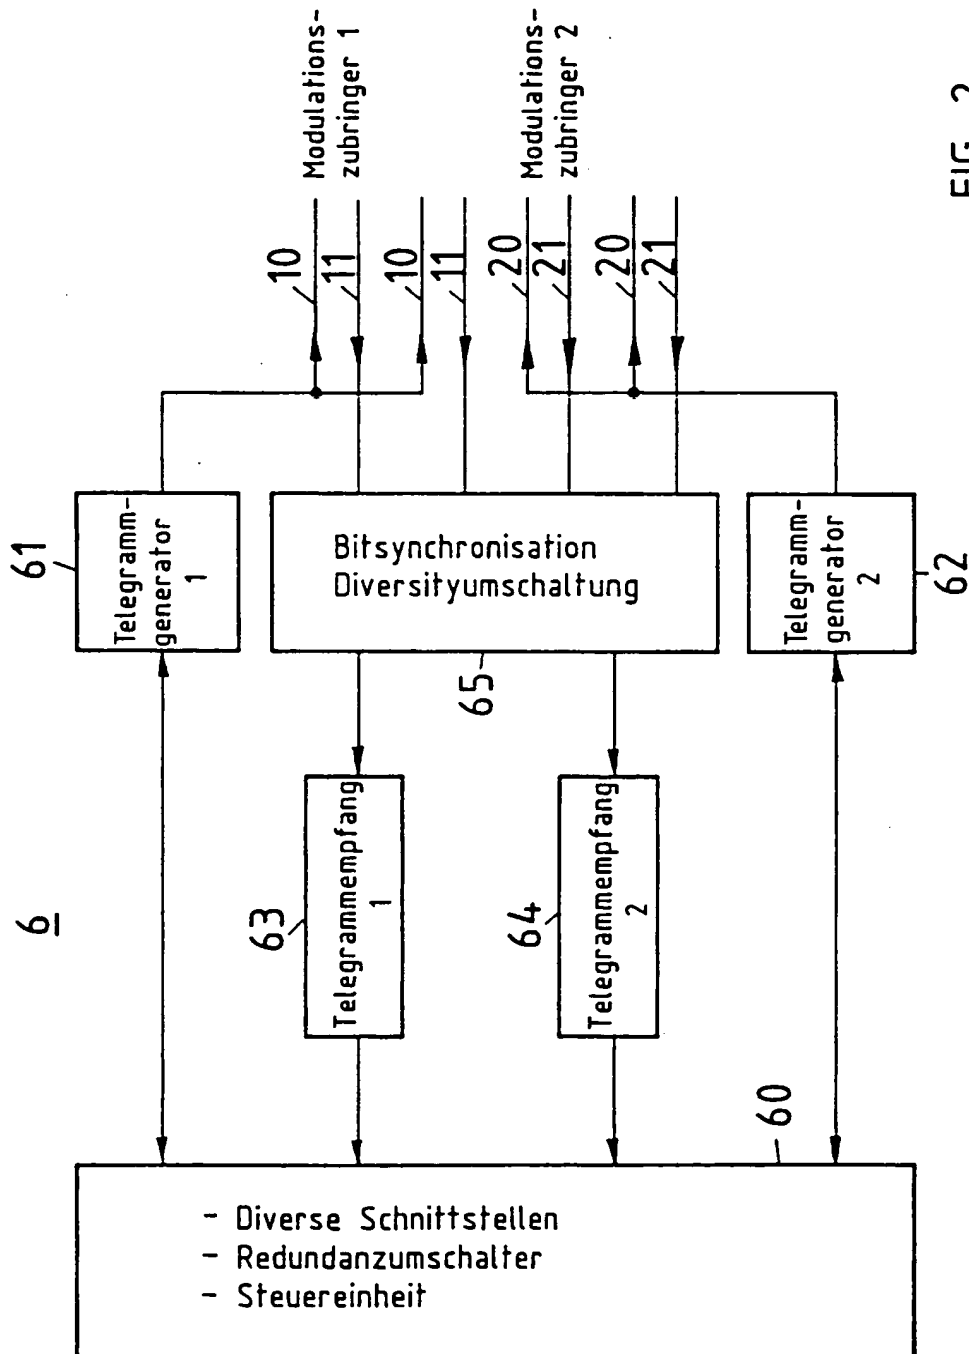 Modulations-
zubringer 1
Modulations-
zubringer 2
10
11
10
11
20
21
20
21
61
Telegramm-
generator
1
Bitsynchronisation
Diversityumschaltung
65
Telegramm-
generator
2
62
6
63
Telegrammempfang
1
64
Telegrammempfang
2
60
- Diverse Schnittstellen
- Redundanzumschalter
- Steuereinheit
FIG. 2